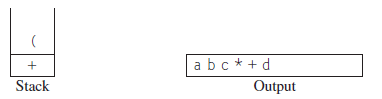 (
+ a b c * + d
Stack Output